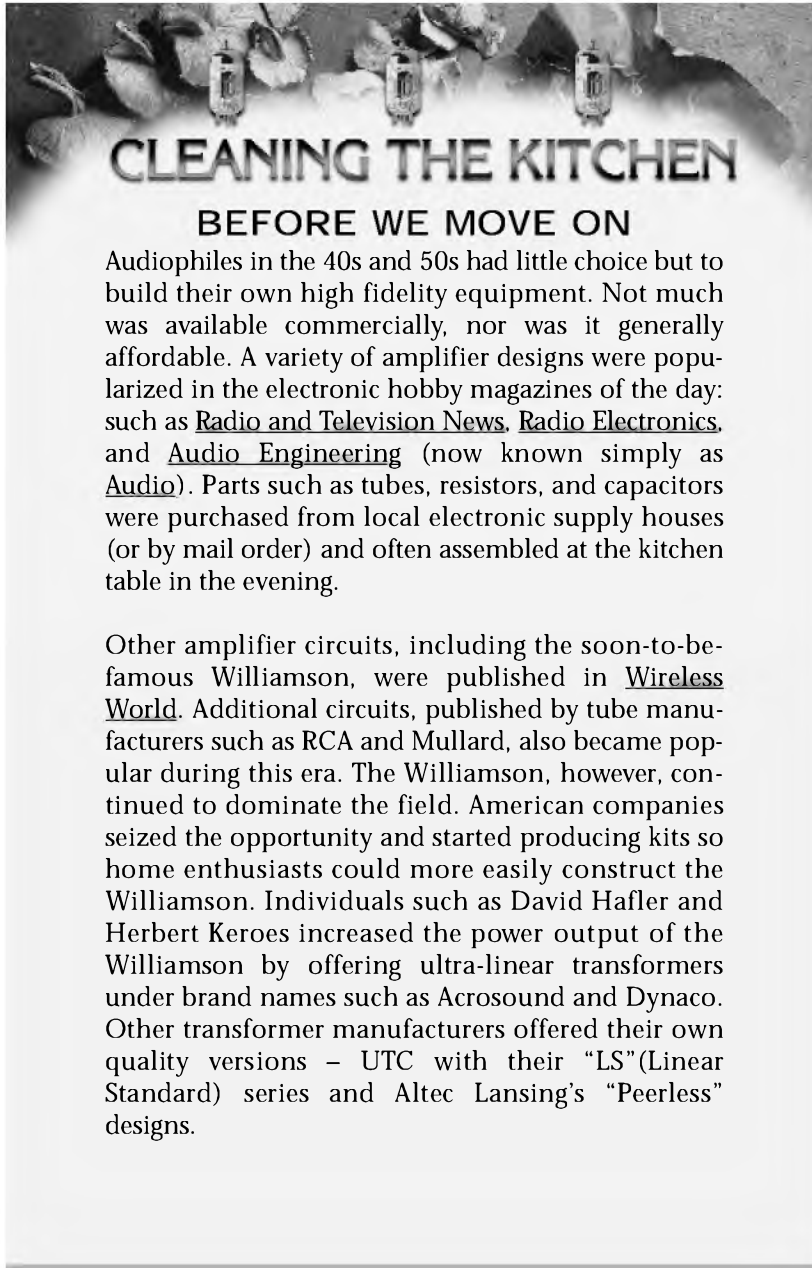 CLEANING THE KITCHEN
BEFORE WE MOVE ON
Audiophiles in the 40s and 50s had little choice but to
build their own high fidelity equipment. Not much
was available commercially, nor was it generally
affordable. A variety of amplifier designs were popu-
larized in the electronic hobby magazines of the day:
such as Radio and Television News, Radio Electronics,
and Audio Engineering (now known simply as
Audio). Parts such as tubes, resistors, and capacitors
were purchased from local electronic supply houses
(or by mail order) and often assembled at the kitchen
table in the evening.
Other amplifier circuits, including the soon-to-be-
famous Williamson, were published in Wireless
World. Additional circuits, published by tube manu-
facturers such as RCA and Mullard, also became pop-
ular during this era. The Williamson, however, con-
tinued to dominate the field. American companies
seized the opportunity and started producing kits so
home enthusiasts could more easily construct the
Williamson. Individuals such as David Hafler and
Herbert Keroes increased the power output of the
Williamson by offering ultra-linear transformers
under brand names such as Acrosound and Dynaco.
Other transformer manufacturers offered their own
quality versions – UTC with their “LS”(Linear
Standard) series and Altec Lansing’s “Peerless”
designs.